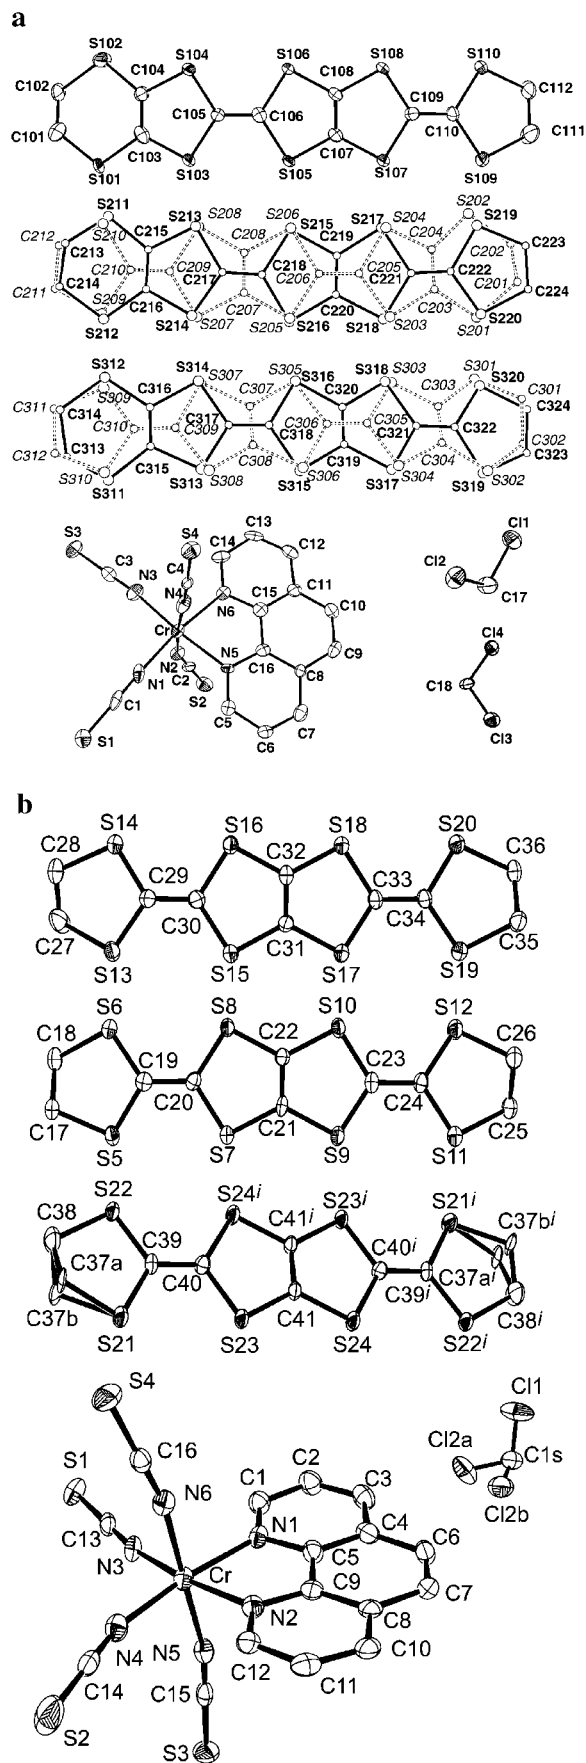 a
S102 S104 S106 S108 S110
C102 C104 C108 C109 C112
C105 C106 C110
C101 C103 C107 C111
S101 S103 S105 S107 S109
S211 S213 S208 S206 S215 S217 S204 S202 S219
S210 C215 C208 C219 C204
C212 C213 C202 C223
C210 C209 C217 C218 C206 C205 C221 C222
C214 C201 C224
C211 S209 C216 C207 C220 C203
S212 S214 S207 S205 S216 S218 S203 S201 S220
S312 S314 S307 S305 S316 S318 S303 S301 S320
S309 C316 C307 C320 C303 C301
C311 C314 C317 C306 C305 C324
C310 C309 C318 C321 C322
C312 C313 C302 C323
S310 C315 C308 C319 C304
S311 S313 S308 S315 S306 S317 S304 S319 S302
S3 S4 C14 C13 Cl1
C3 C4 C12
N3 N4 C11 Cl2 C17
N6 C15 C10
Cr Cl4
N5 C16 C9
N1 N2 C2 C8 C18
C1 S2
C5 C7 Cl3
S1 C6
b
S14 S16 S18 S20
C28 C29 C32 C33 C36
C30 C34
C27 C31 C35
S13 S15 S17 S19
S6 S8 S10 S12
C18 C19 C22 C23 C26
C20 C24
C17 C21 C25
S5 S7 S9 S11
S22 S24i S23i S21i
C38 C39 C41i C40i C37bi
C37a C40 C39i C37ai
C37b C41 C38i
S21 S23 S24 S22i
S4 Cl1
S1 C16 C2 Cl2a C1s
N6 C1 C3
C13 N1 C4 Cl2b
N3 C5 C6
Cr C9 C7
N4 N5 N2 C8
C14 C12 C10
C15 C11
S2 S3